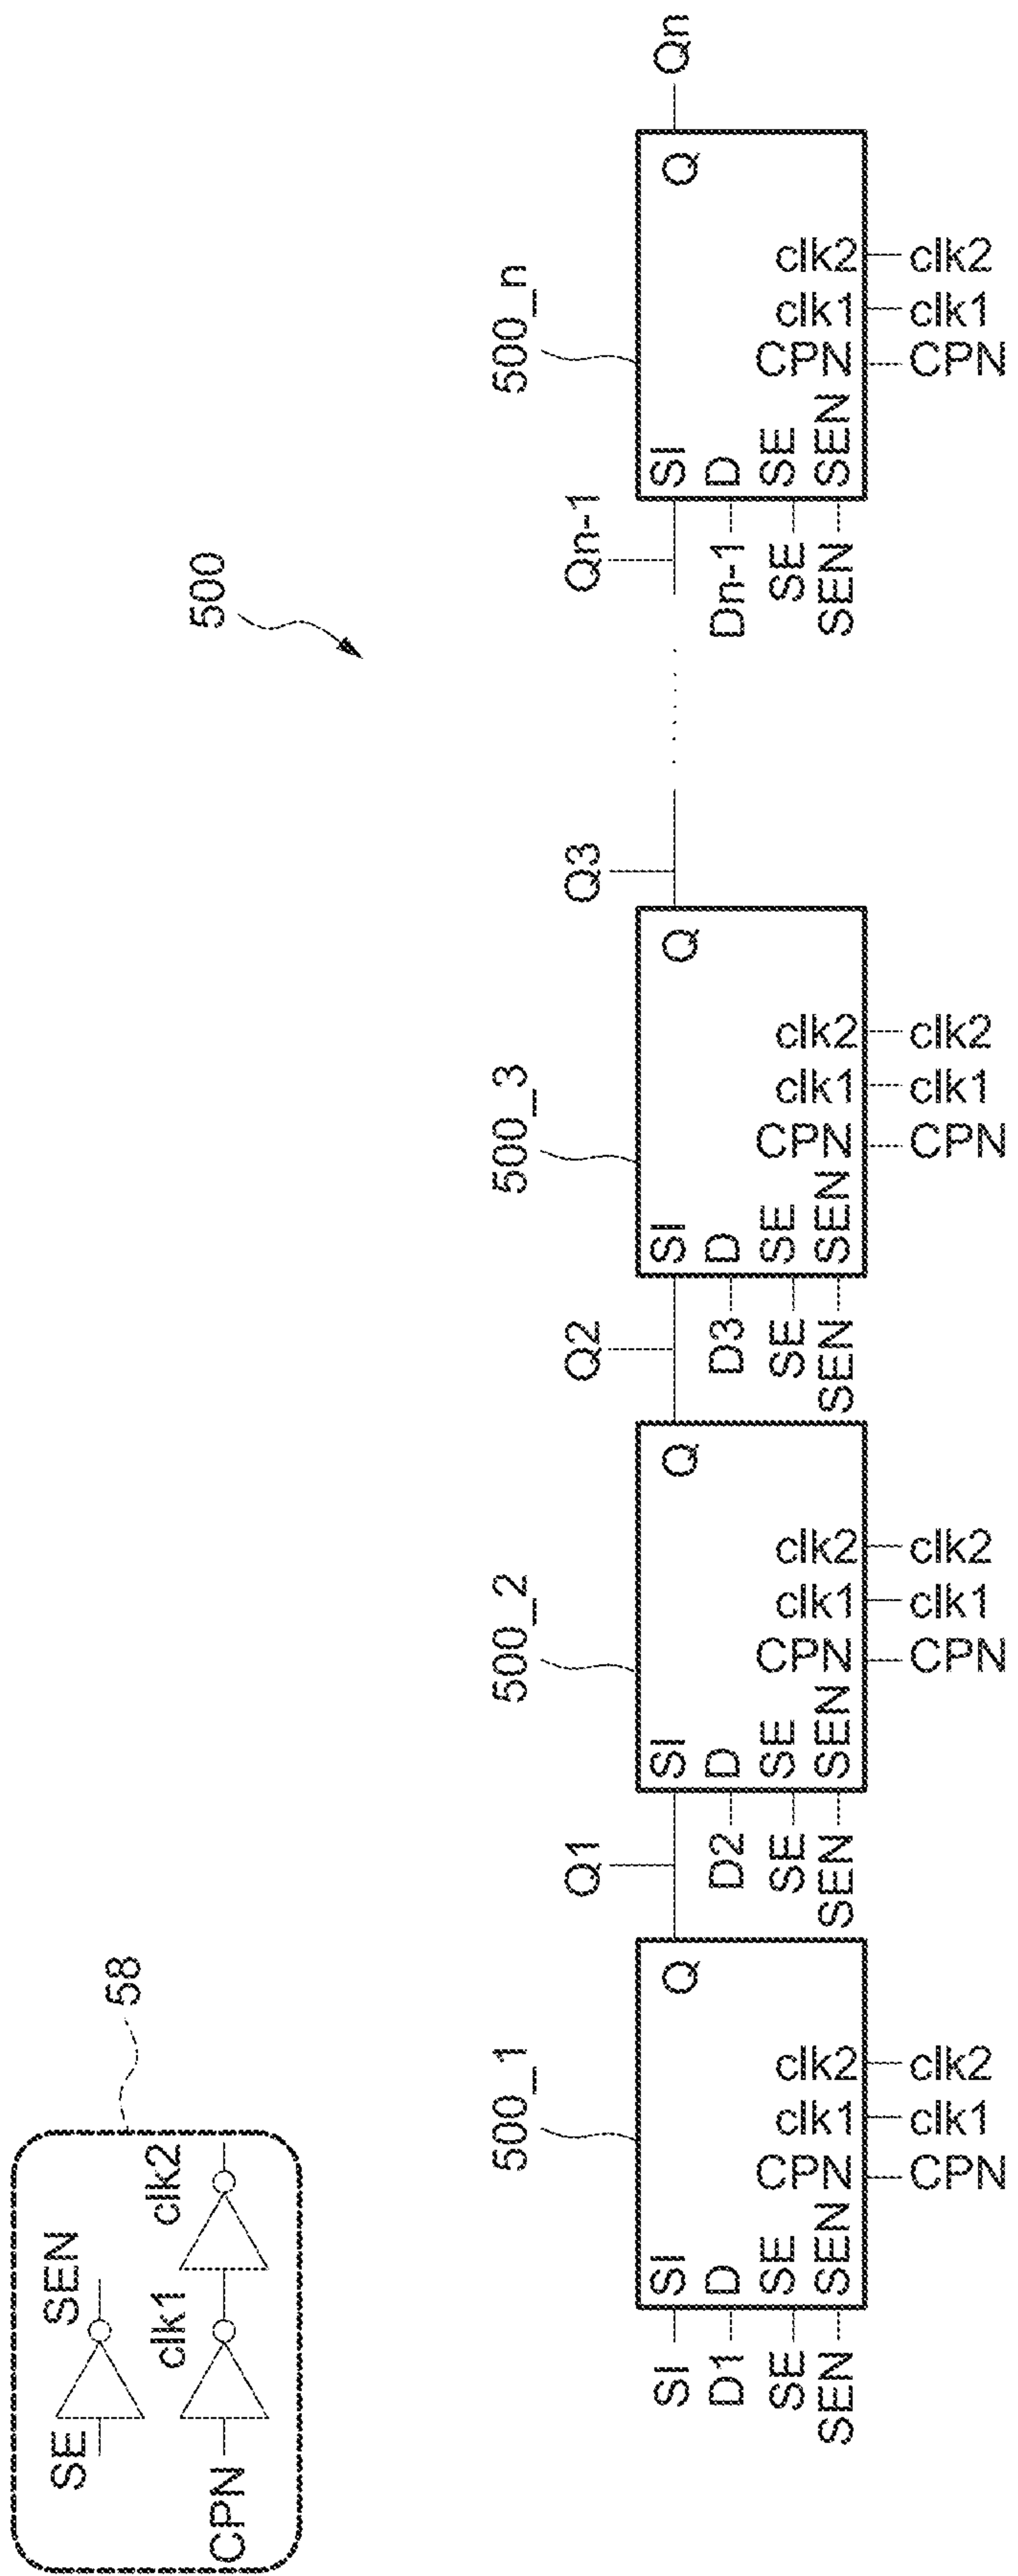 58
SE
SEN
CPN
clk1
clk2
500
500_1
SI
D1
SE
SEN
SI
D
SE
SEN
CPN
clk1
clk2
Q
CPN
clk1
clk2
Q1
500_2
D2
SE
SEN
SI
D
SE
SEN
CPN
clk1
clk2
Q
CPN
clk1
clk2
Q2
500_3
D3
SE
SEN
SI
D
SE
SEN
CPN
clk1
clk2
Q
CPN
clk1
clk2
Q3
Qn-1
500_n
Dn-1
SE
SEN
SI
D
SE
SEN
CPN
clk1
clk2
Q
CPN
clk1
clk2
Qn